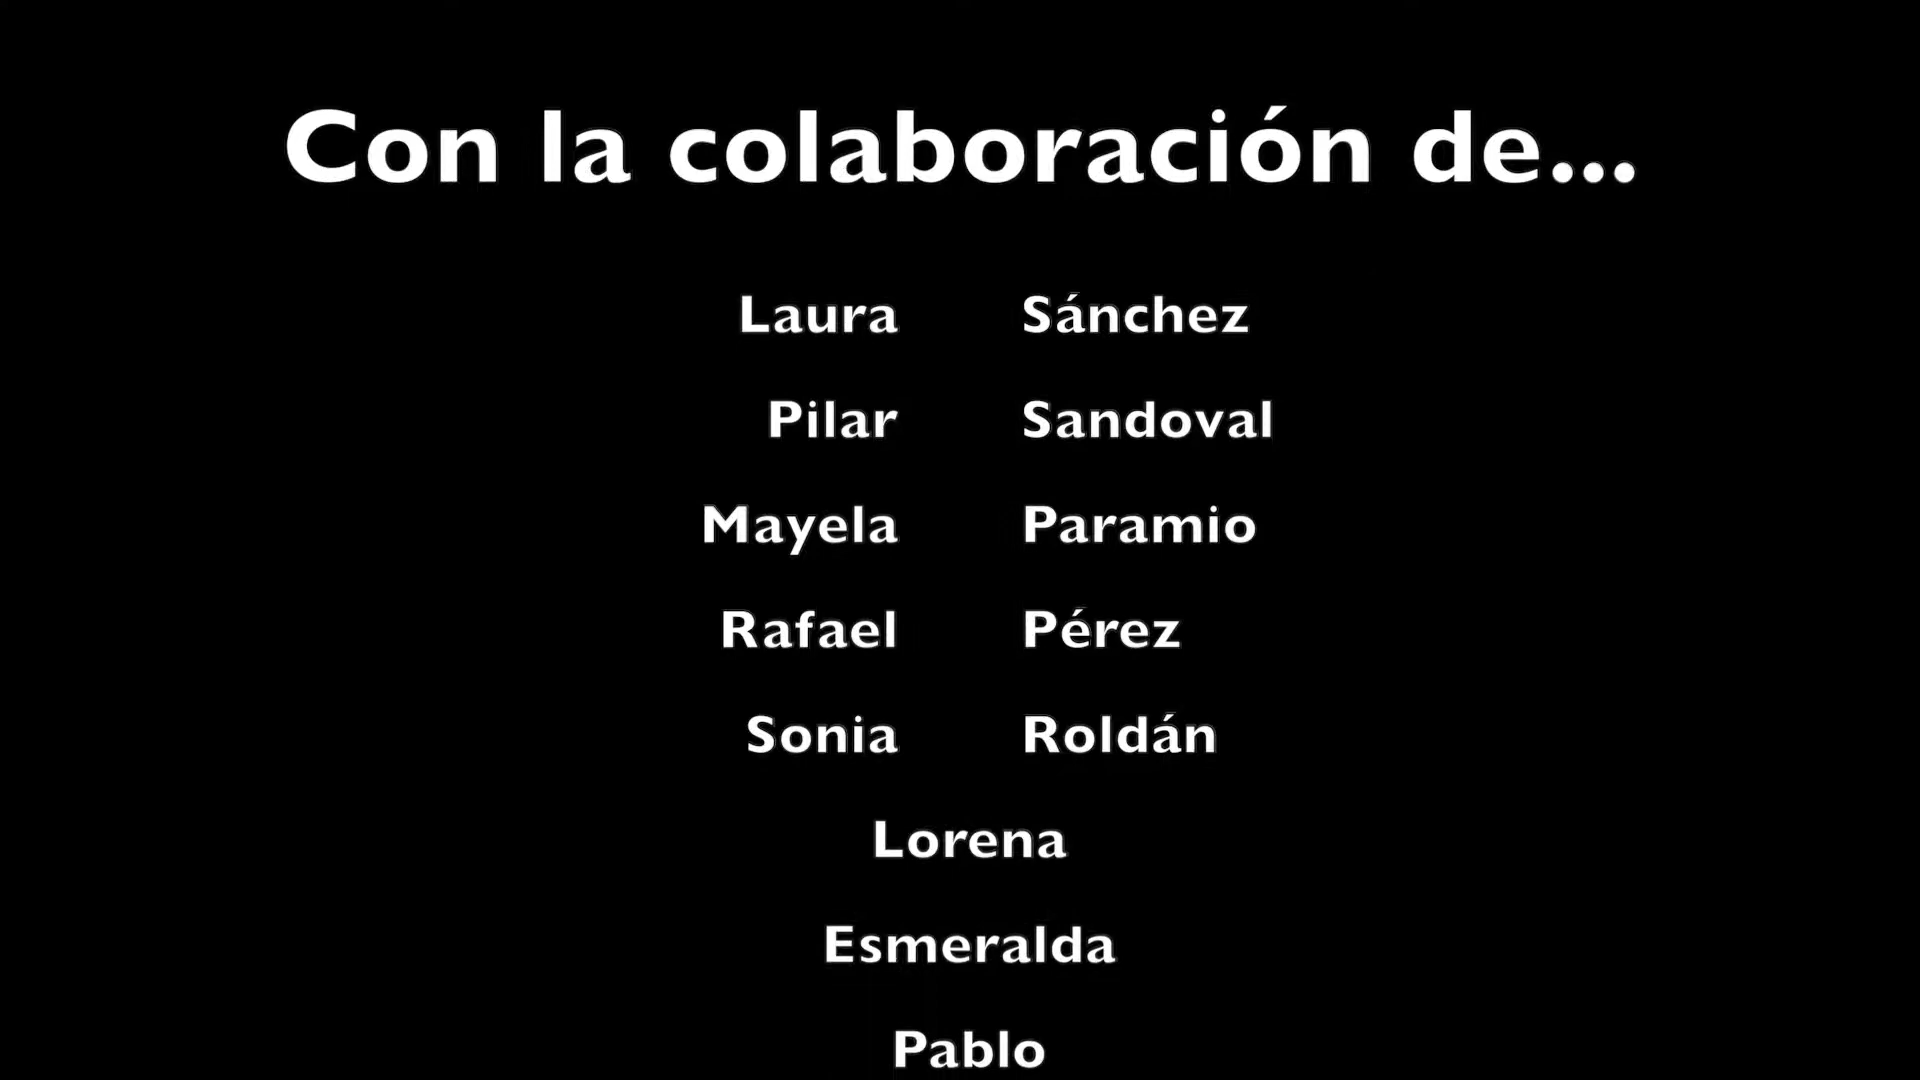 Con la colaboración de...
Laura Sánchez
Pilar Sandoval
Mayela Paramio
Rafael Pérez
Sonia Roldán
Lorena
Esmeralda
Pablo